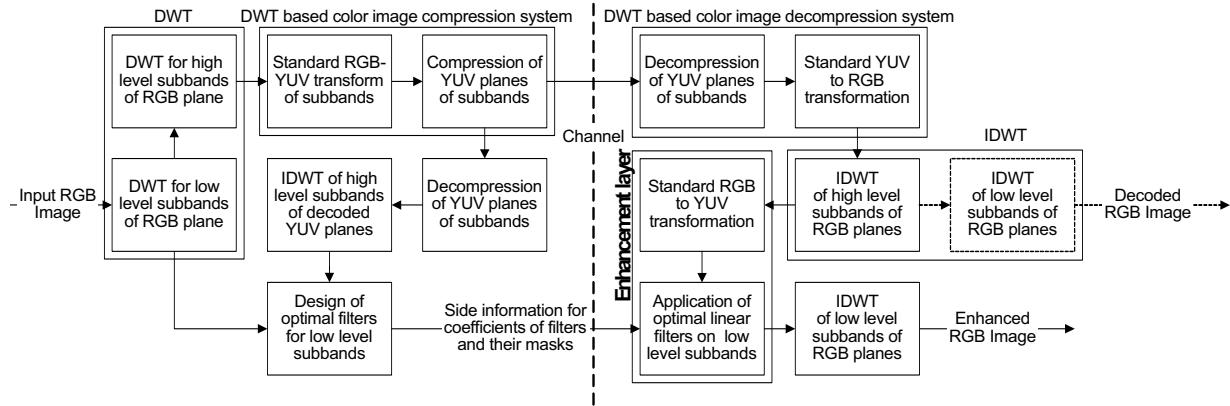 DWT
DWT based color image compression system
DWT based color image decompression system
DWT for high
level subbands
of RGB plane
Standard RGB-
YUV transform
of subbands
Compression of
YUV planes
of subbands
Decompression
of YUV planes
of subbands
Standard YUV
to RGB
transformation
Channel
IDWT
Input RGB
Image
DWT for low
level subbands
of RGB plane
IDWT of high
level subbands
of decoded
YUV planes
Decompression
of YUV planes
of subbands
Enhancement layer
Standard RGB
to YUV
transformation
IDWT
of high level
subbands of
RGB planes
IDWT
of low level
subbands of
RGB planes
Decoded
RGB Image
Design of
optimal filters
for low level
subbands
Side information for
coefficients of filters
and their masks
Application of
optimal linear
filters on low
level subbands
IDWT
of low level
subbands of
RGB planes
Enhanced
RGB Image